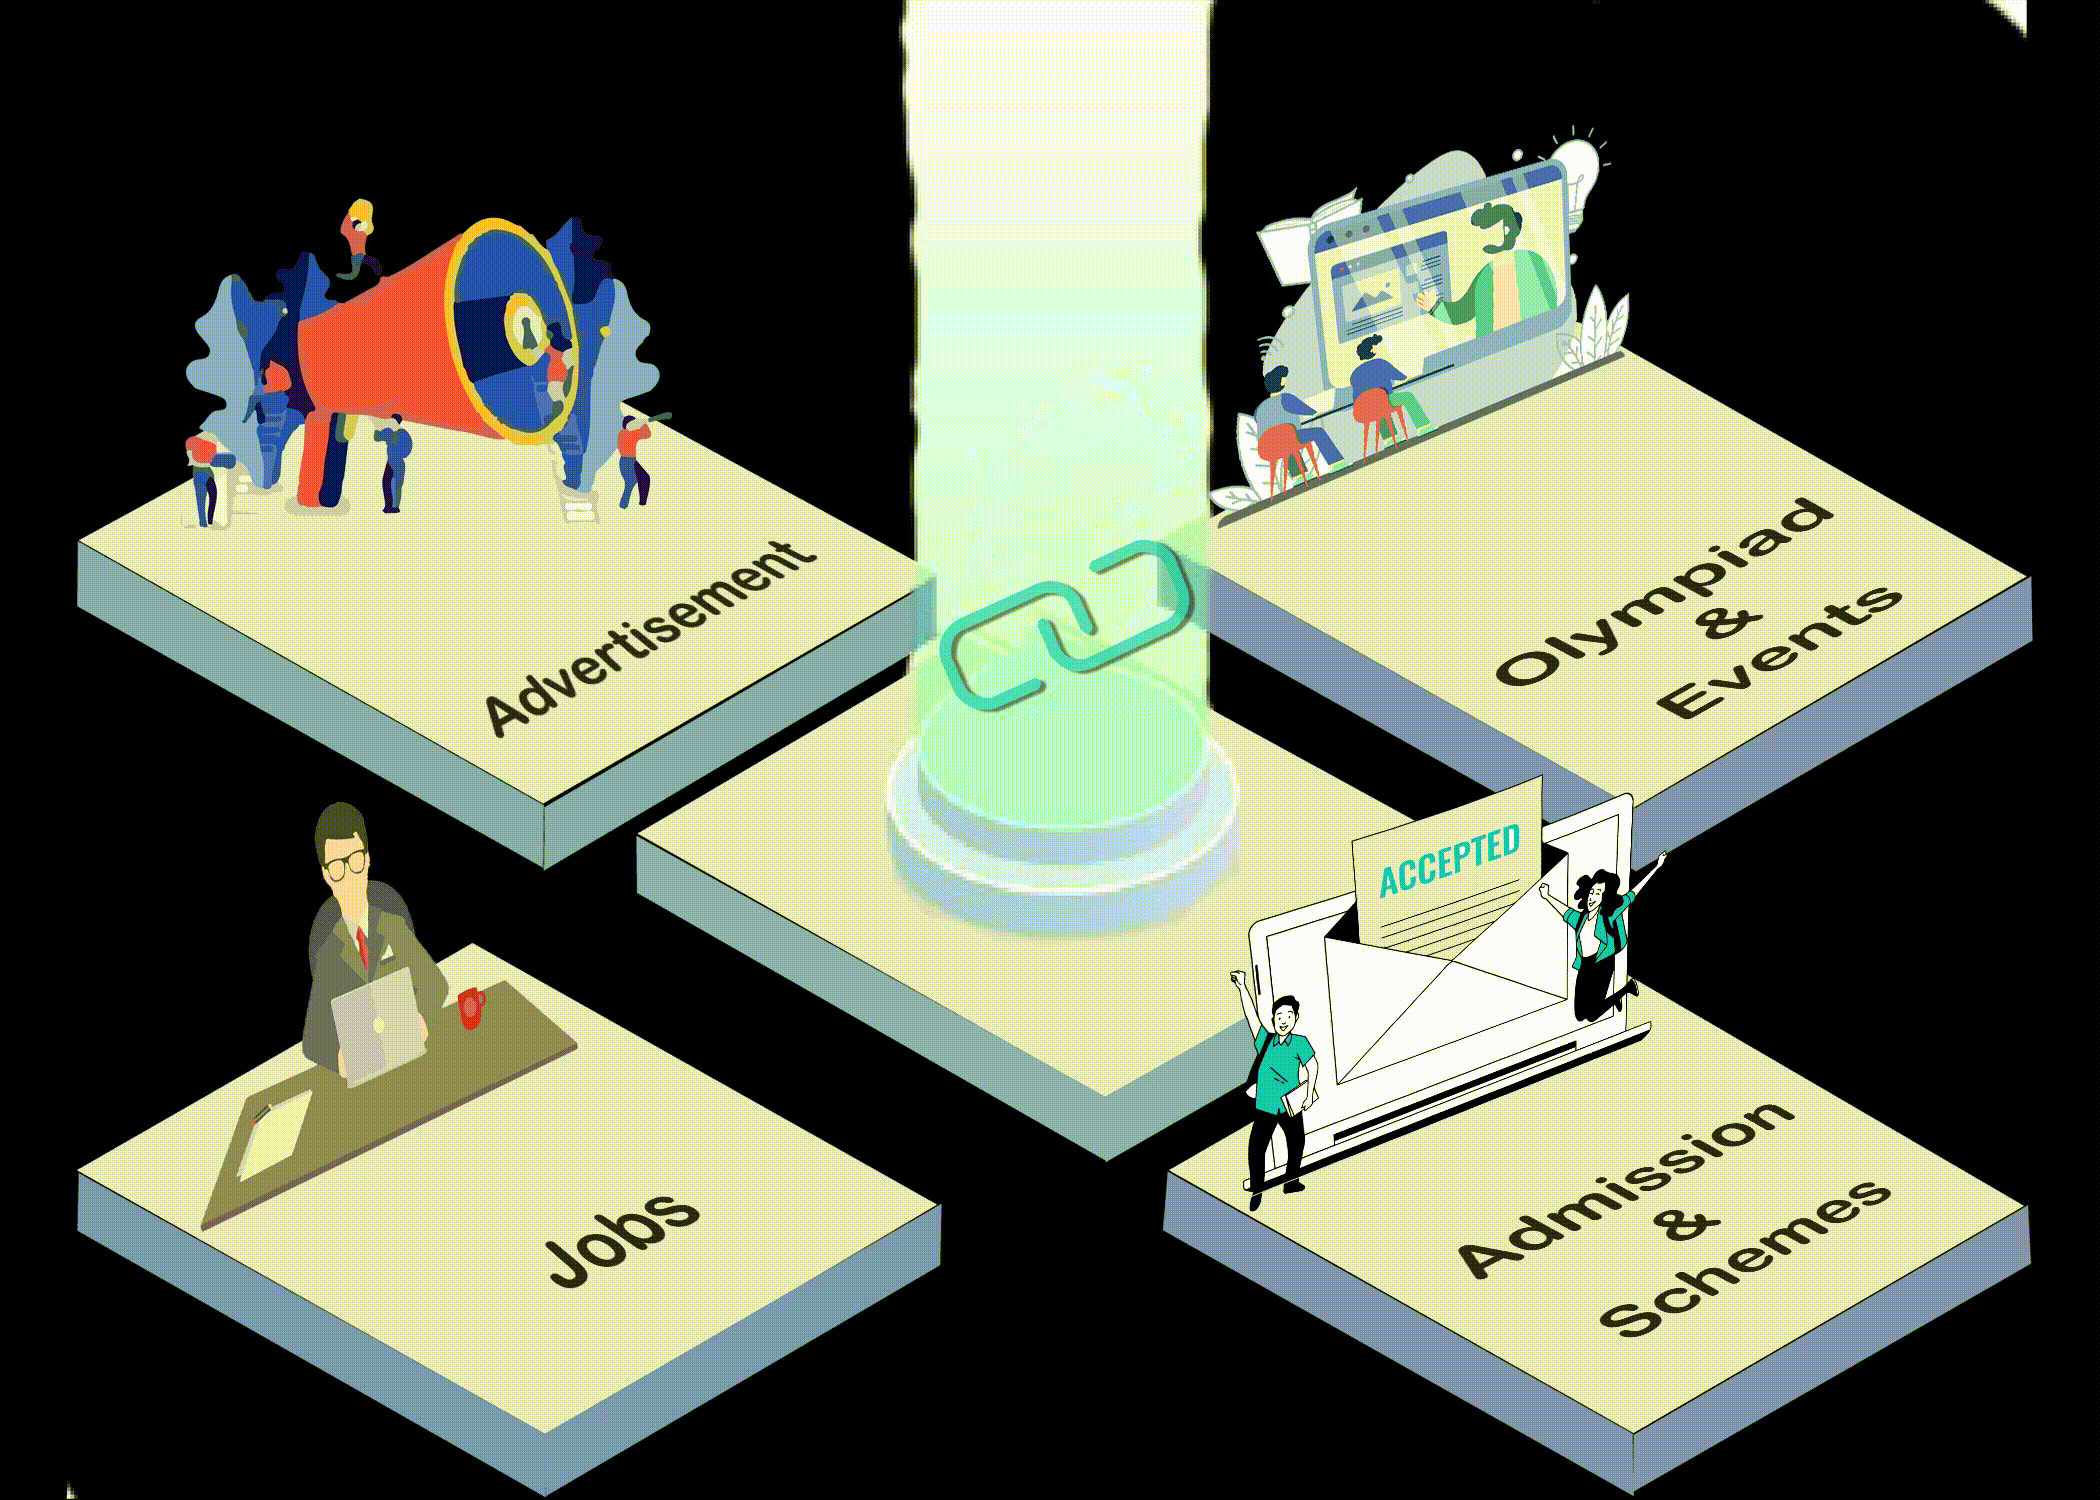 Advertisement
Olympiad
&
Events
ACCEPTED
Jobs
Admission
&
Schemes